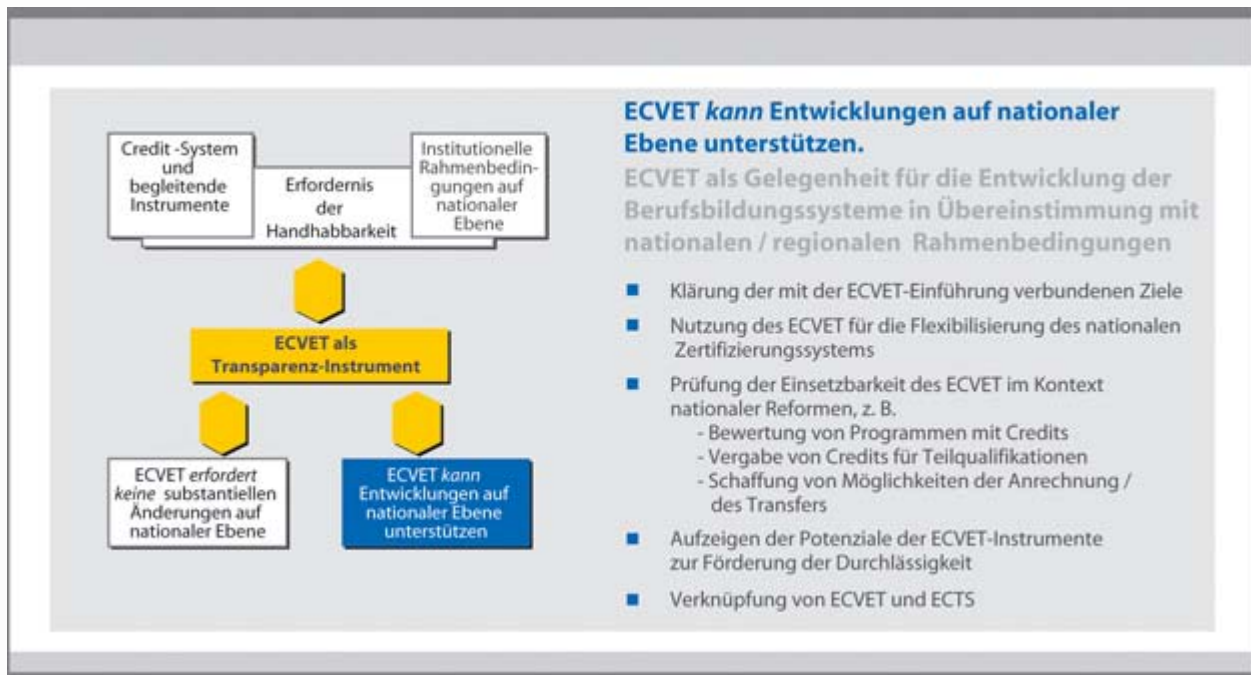 Credit -System
und
begleitende
Instrumente
Erfordernis
der
Handhabbarkeit
Institutionelle
Rahmenbedin-
gungen auf
nationaler
Ebene
ECVET als
Transparenz-Instrument
ECVET erfordert
keine substantiellen
Änderungen auf
nationaler Ebene
ECVET kann
Entwicklungen auf
nationaler Ebene
unterstützen
ECVET kann Entwicklungen auf nationaler
Ebene unterstützen.
ECVET als Gelegenheit für die Entwicklung der
Berufsbildungssysteme in Übereinstimmung mit
nationalen / regionalen Rahmenbedingungen
■ Klärung der mit der ECVET-Einführung verbundenen Ziele
■ Nutzung des ECVET für die Flexibilisierung des nationalen
Zertifizierungssystems
■ Prüfung der Einsetzbarkeit des ECVET im Kontext
nationaler Reformen, z. B.
- Bewertung von Programmen mit Credits
- Vergabe von Credits für Teilqualifikationen
- Schaffung von Möglichkeiten der Anrechnung /
des Transfers
■ Aufzeigen der Potenziale der ECVET-Instrumente
zur Förderung der Durchlässigkeit
■ Verknüpfung von ECVET und ECTS